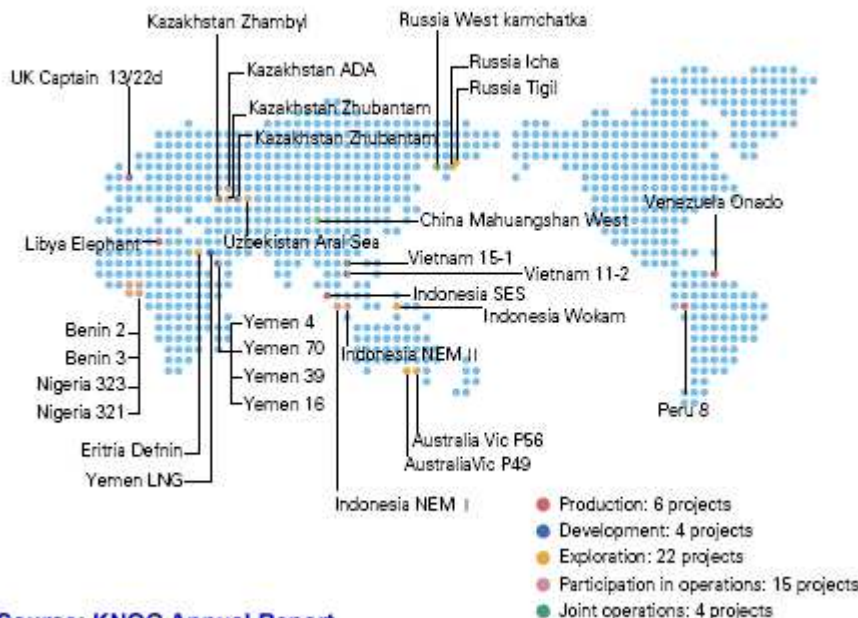 Kazakhstan Zhambyl
Russia West kamchatka
Kazakhstan ADA
Russia Icha
UK Captain 13/22d
Russia Tigil
Kazakhstan Zhubantam
Kazakhstan Zhubantam
Venezuela Onado
China Mahuangshan West
Libya Elephant
Uzbekistan Aral Sea
Vietnam 15-1
Vietnam 11-2
Indonesia SES
Indonesia Wokam
Benin 2
Benin 3
Nigeria 323
Nigeria 321
Yemen 4
Yemen 70
Yemen 39
Yemen 16
Indonesia NEM II
Peru 8
Eritria Defnin
Yemen LNG
Australia Vic P56
AustraliaVic P49
Indonesia NEM I
Production: 6 projects
Development: 4 projects
Exploration: 22 projects
Participation in operations: 15 projects
Joint operations: 4 projects
Source: KNOC Annual Report